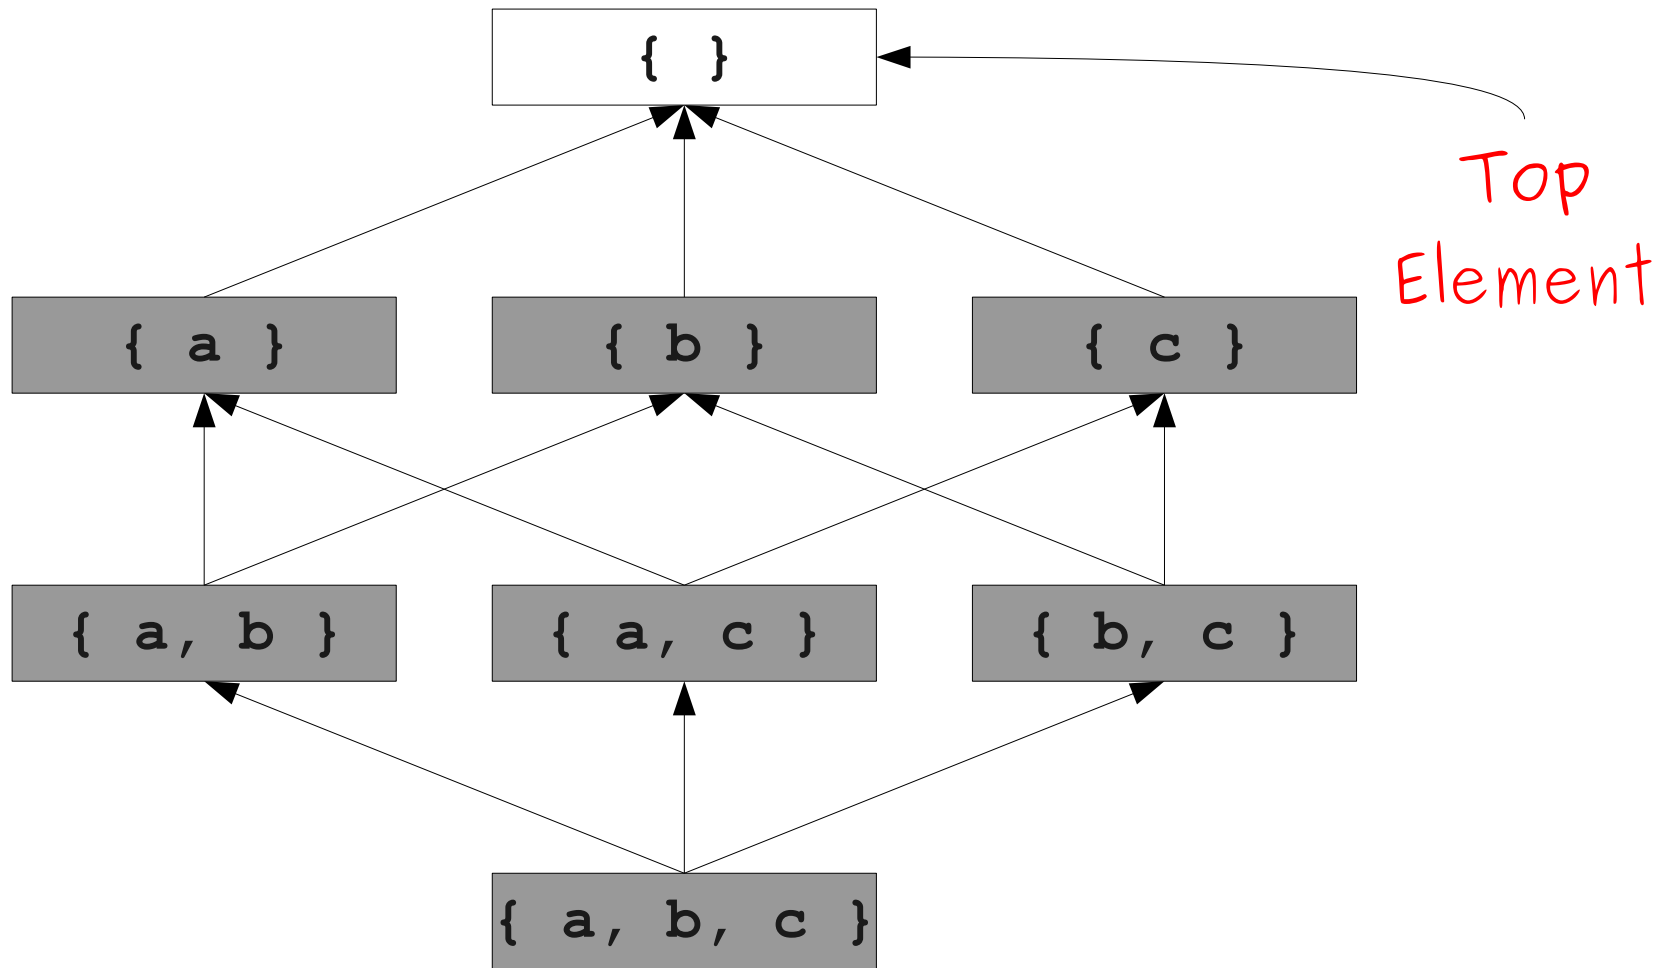 { }
Top
Element
{ a } { b } { c }
{ a, b } { a, c } { b, c }
{ a, b, c }